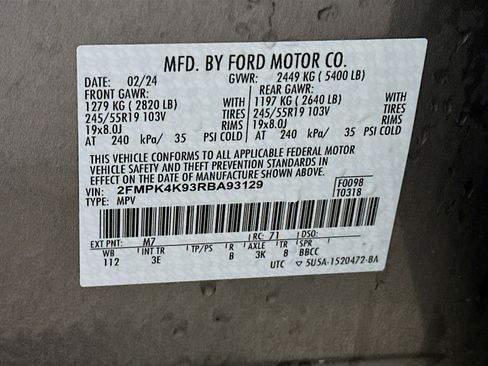 MFD. BY FORD MOTOR CO.
DATE: 02/24 GVWR: 2449 KG ( 5400 LB)
FRONT GAWR: REAR GAWR:
1279 KG ( 2820 LB) WITH 1197 KG ( 2640 LB) WITH
245/55R19 103V TIRES 245/55R19 103V TIRES
19x8.0J RIMS 19x8.0J RIMS
AT 240 kPa/ 35 PSI COLD AT 240 kPa/ 35 PSI COLD
THIS VEHICLE CONFORMS TO ALL APPLICABLE FEDERAL MOTOR
VEHICLE SAFETY AND THEFT PREVENTION STANDARDS IN
EFFECT ON THE DATE OF MANUFACTURE SHOWN ABOVE.
VIN: 2FMPK4K93RBA93129 F0098
TYPE: MPV T0318
EXT PNT: M7 RC: 71 DSO:
WB INT TR TP/PS R AXLE TR SPR
112 3E B 3K 8 BBCC
UTC ▽5U5A-1520472-BA